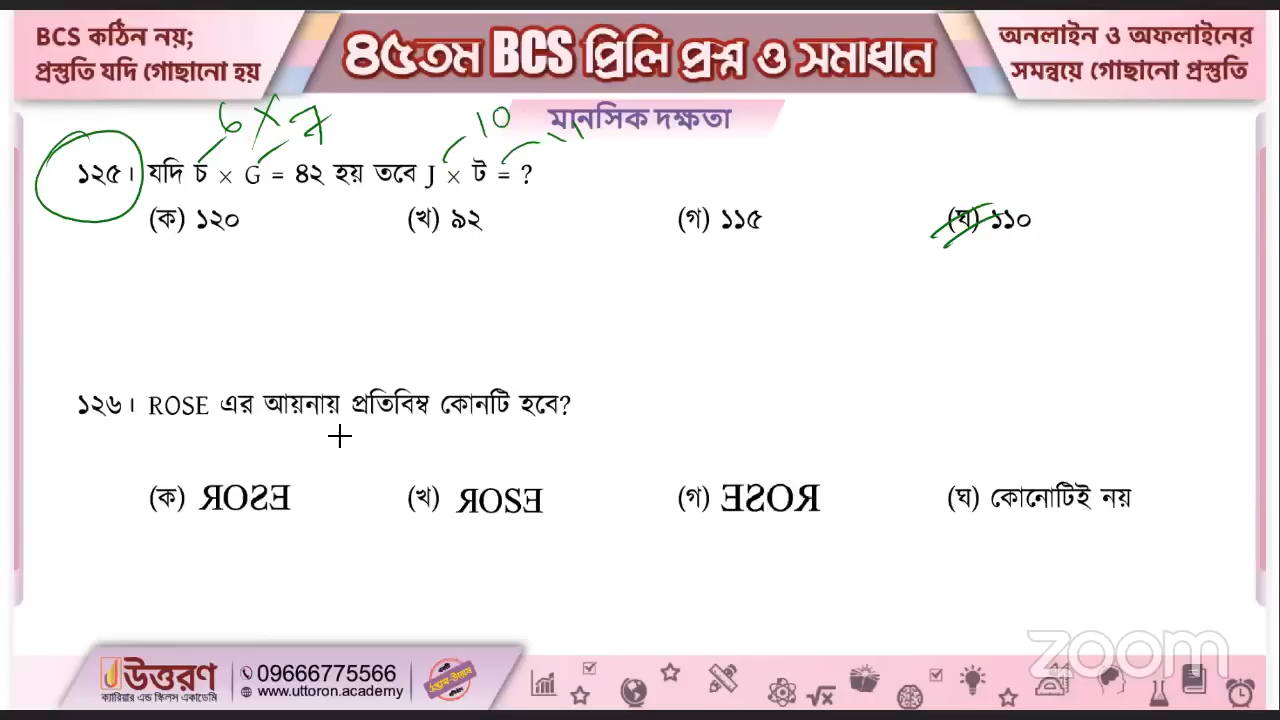 BCS কঠিন নয়;
প্রস্তুতি যদি গোছানো হয়
৪৫তম BCS প্রিলি প্রশ্ন ও সমাধান
অনলাইন ও অফলাইনের
সমন্বয়ে গোছানো প্রস্তুতি
মানসিক দক্ষতা
6 × 7 10
১২৫। যদি চ × G = ৪২ হয় তবে J × ট = ?
(ক) ১২০ (খ) ৯২ (গ) ১১৫ (ঘ) ১১০
১২৬। ROSE এর আয়নায় প্রতিবিম্ব কোনটি হবে?
(ক) ЯOƧE (খ) ЯOSƎ (গ) ƎƧOЯ (ঘ) কোনোটিই নয়
zoom
উত্তরণ
ক্যারিয়ার এন্ড স্কিলস একাডেমি
09666775566
www.uttoron.academy